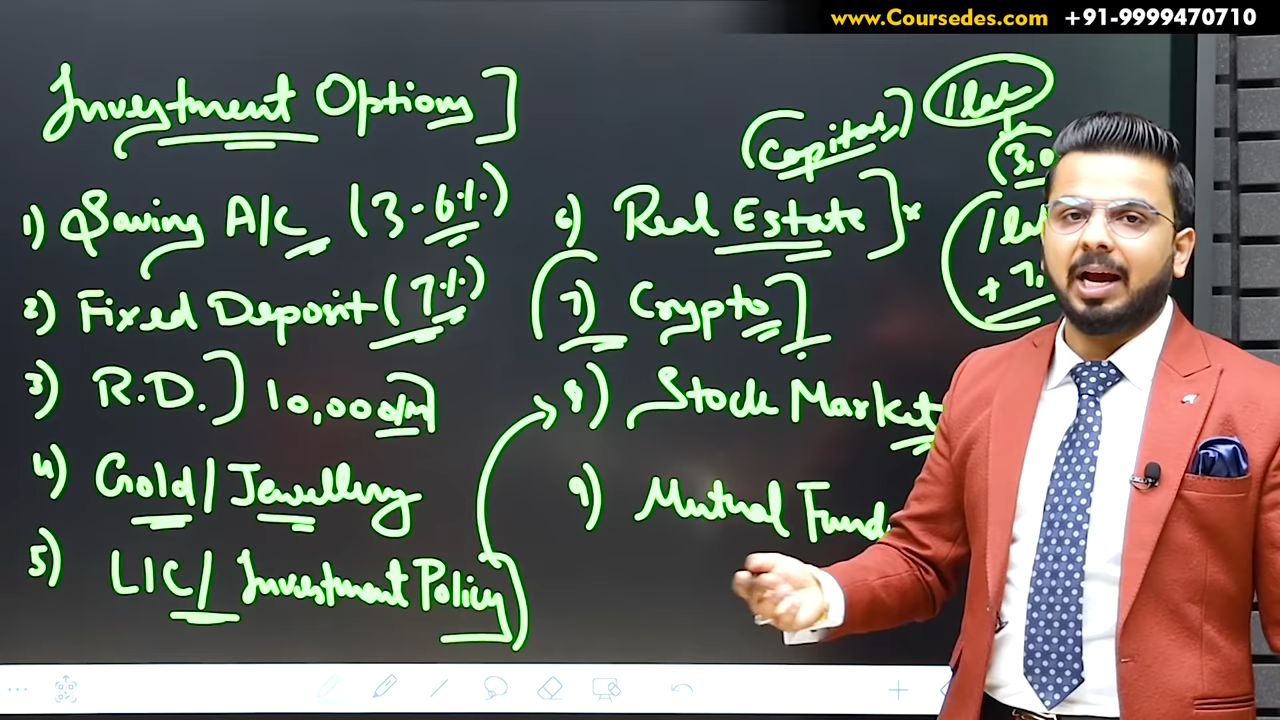 www.Coursedes.com +91-9999470710
Investment Options]
1) Saving A/c (3-6%)
2) Fixed Deposit (7%)
3) R.D.] 10,000/m
4) Gold/Jewellery
5) LIC/Investment Policy)
(Capital)
6) Real Estate]
7) Crypto]
8) Stock Market
9) Mutual Fund